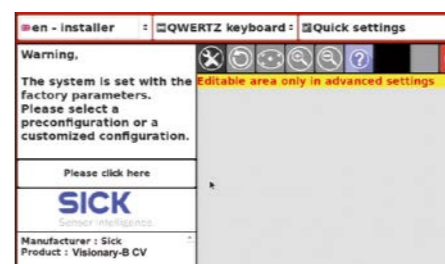 en - installer QWERTZ keyboard Quick settings
Warning,
The system is set with the
factory parameters.
Please select a
preconfiguration or a
customized configuration.
Editable area only in advanced settings
Please click here
SICK
Sensor Intelligence.
Manufacturer : Sick
Product : Visionary-B CV